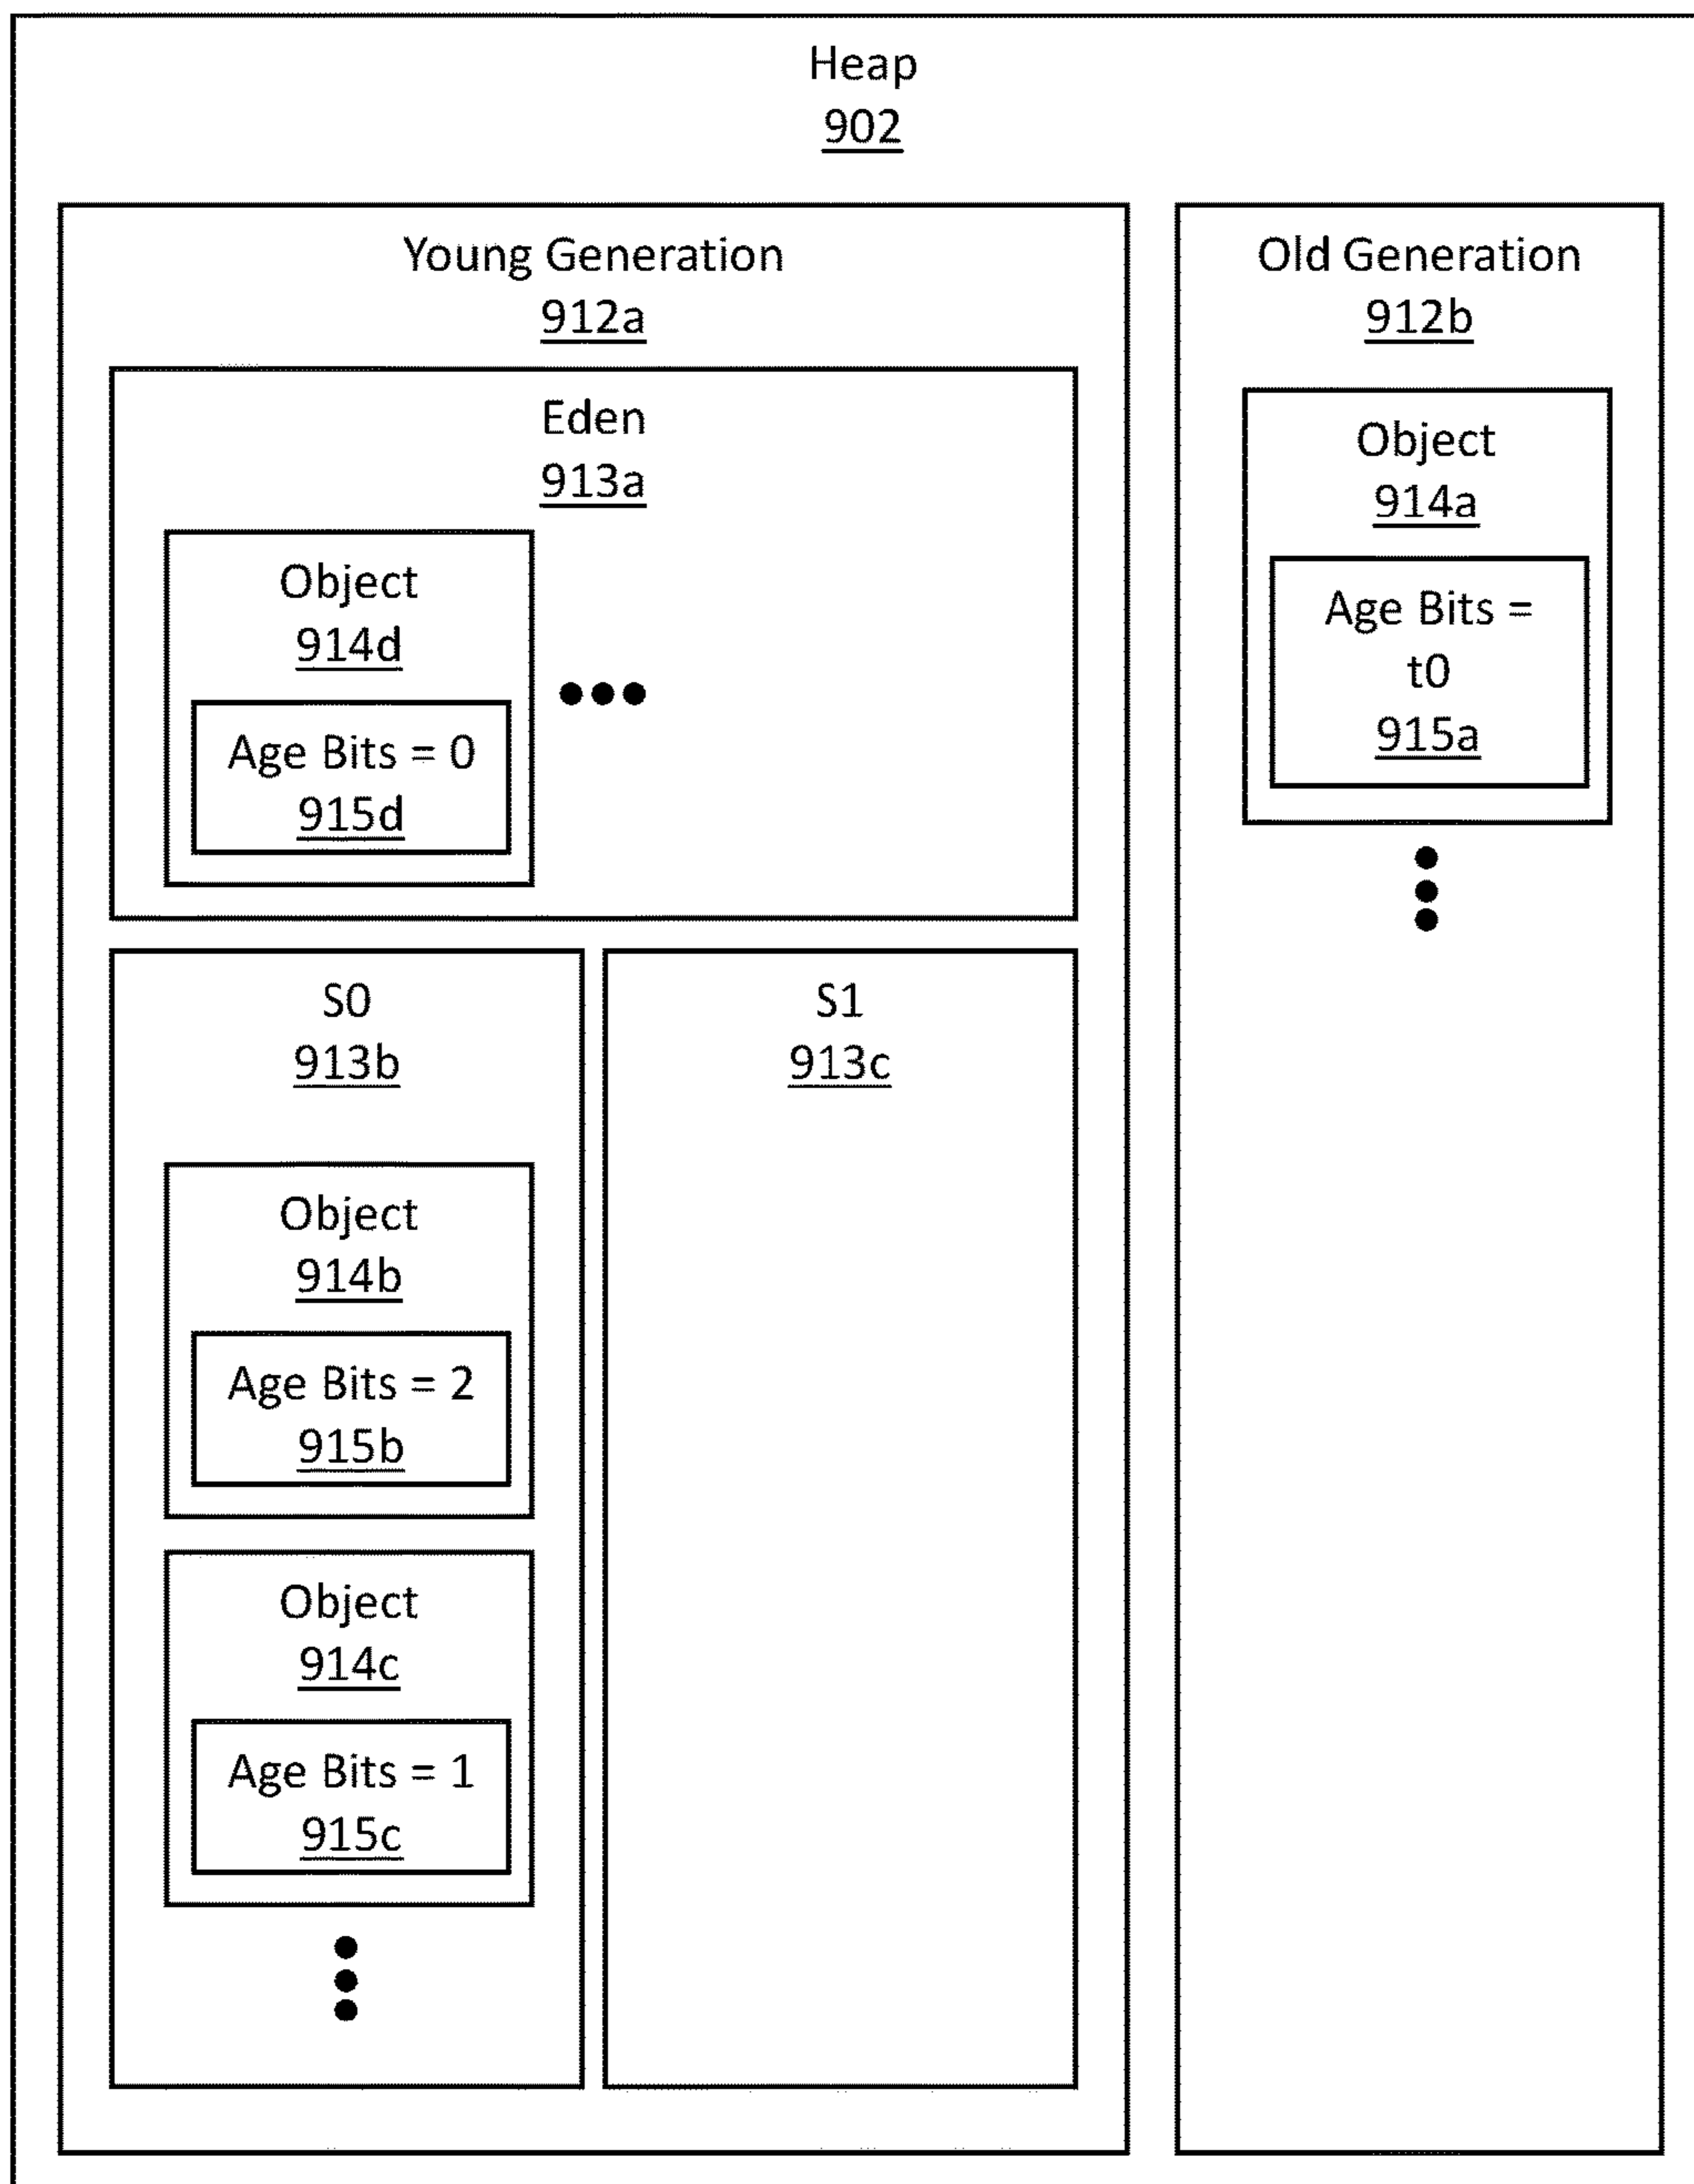 Heap
902
Young Generation
912a
Eden
913a
Object
914d
Age Bits = 0
915d
S0
913b
Object
914b
Age Bits = 2
915b
Object
914c
Age Bits = 1
915c
S1
913c
Old Generation
912b
Object
914a
Age Bits =
t0
915a